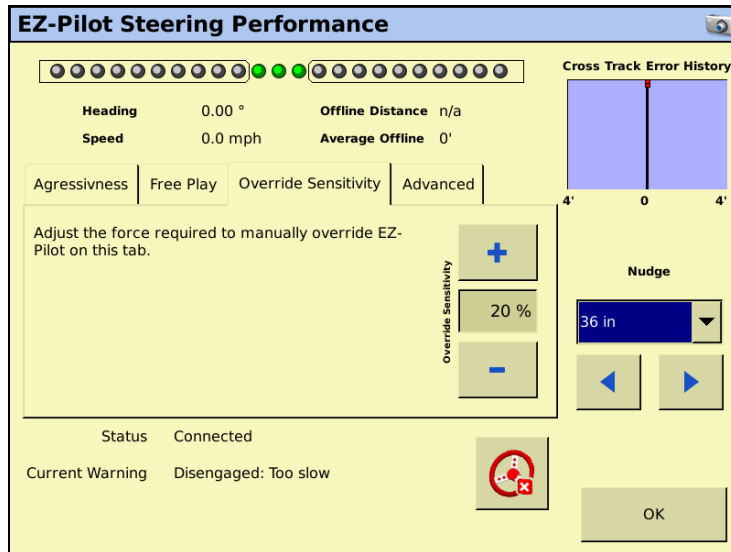 EZ-Pilot Steering Performance
Cross Track Error History
Heading 0.00 ° Offline Distance n/a
Speed 0.0 mph Average Offline 0'
4' 0 4'
Agressivness Free Play Override Sensitivity Advanced
Adjust the force required to manually override EZ-
Pilot on this tab.
Override Sensitivity
+
20 %
-
Nudge
36 in
Status Connected
Current Warning Disengaged: Too slow
OK